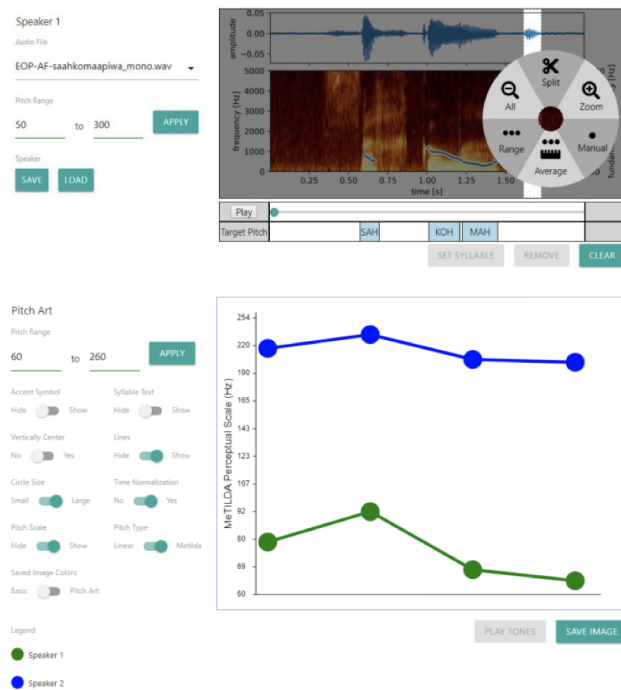 Speaker 1
Audio File
EOP-AF-saahkomaapiwa_mono.wav
Pitch Range
50 to 300 APPLY
Speaker
SAVE LOAD
amplitude
0.05
0.00
−0.05
frequency [Hz]
5000
4000
3000
2000
1000
0
0.25 0.50 0.75 1.00 1.25 1.50
time [s]
Split
All
Zoom
Range
Manual
Average
Play
Target Pitch SAH KOH MAH
SET SYLLABLE REMOVE CLEAR
Pitch Art
Pitch Range
60 to 260 APPLY
Accent Symbol Syllable Text
Hide Show Hide Show
Vertically Center Lines
No Yes Hide Show
Circle Size Time Normalization
Small Large No Yes
Pitch Scale Pitch Type
Hide Show Linear Metilda
Saved Image Colors
Basic Pitch Art
Legend
Speaker 1
Speaker 2
MeTILDA Perceptual Scale (Hz)
254
220
190
165
143
123
107
92
80
69
60
PLAY TONES SAVE IMAGE